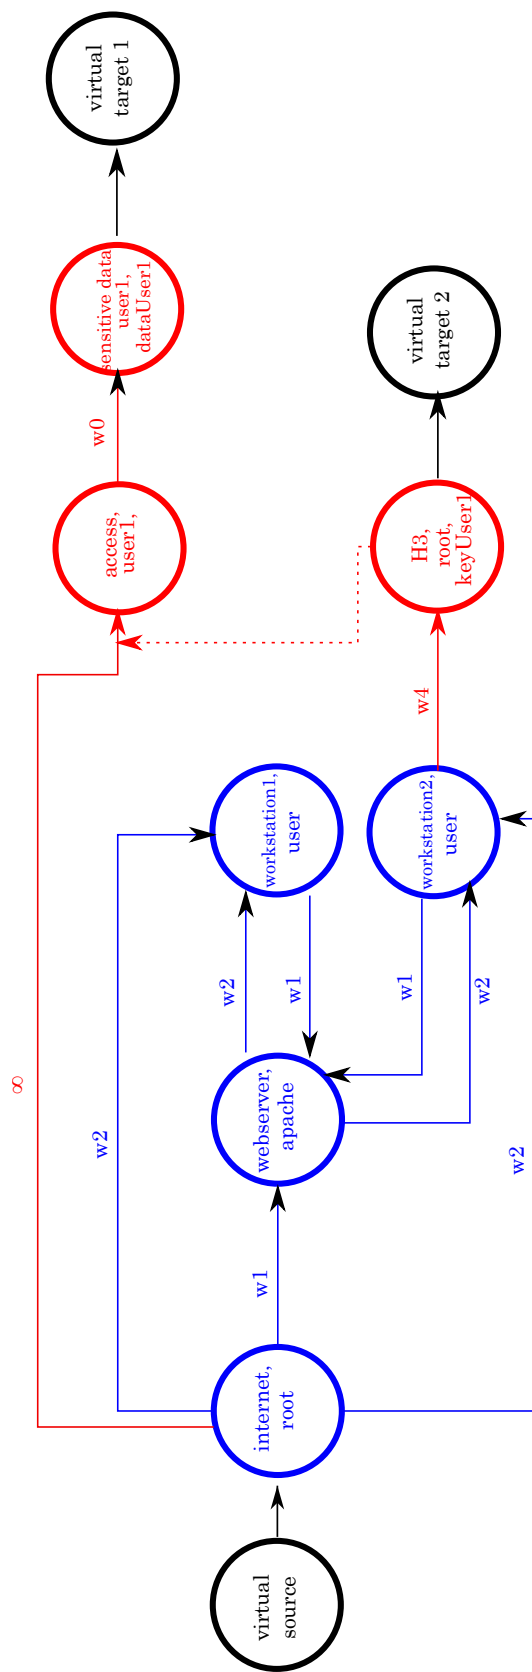 virtual
target 1
sensitive data
user1,
dataUser1
w0
access,
user1,
∞
virtual
target 2
H3,
root,
keyUser1
w4
workstation1,
user
workstation2,
user
w2
w1
w1
w2
webserver,
apache
w2
w2
w1
internet,
root
virtual
source